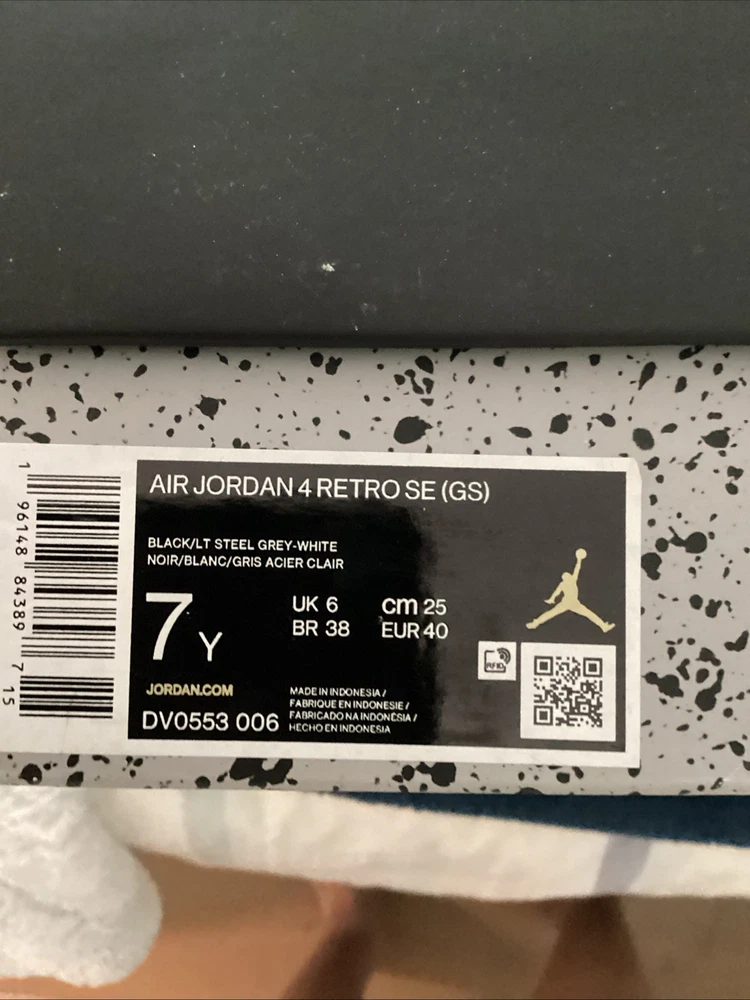 AIR JORDAN 4 RETRO SE (GS)
BLACK/LT STEEL GREY-WHITE
NOIR/BLANC/GRIS ACIER CLAIR
7Y
UK 6 cm 25
BR 38 EUR 40
RFID
JORDAN.COM
DV0553 006
MADE IN INDONESIA /
FABRIQUE EN INDONESIE /
FABRICADO NA INDONÉSIA /
HECHO EN INDONESIA
1 96148 84389 7 15